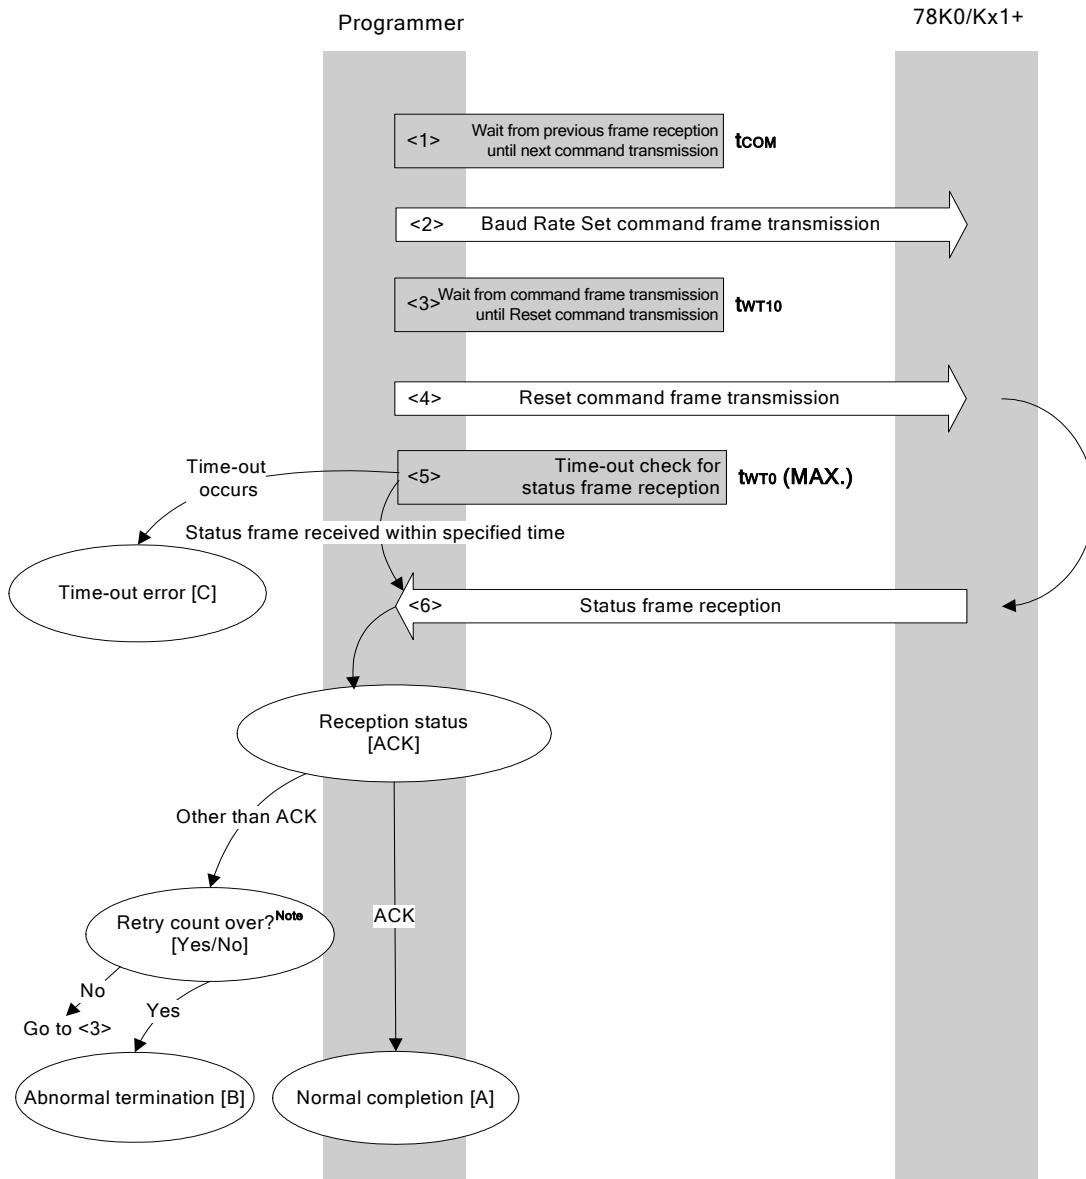 Programmer
78K0/Kx1+
<1> Wait from previous frame reception
until next command transmission
tCOM
<2> Baud Rate Set command frame transmission
<3> Wait from command frame transmission
until Reset command transmission
tWT10
<4> Reset command frame transmission
Time-out
occurs
<5> Time-out check for
status frame reception
tWT0 (MAX.)
Status frame received within specified time
Time-out error [C]
<6> Status frame reception
Reception status
[ACK]
Other than ACK
ACK
Retry count over?Note
[Yes/No]
No
Yes
Go to <3>
Abnormal termination [B]
Normal completion [A]